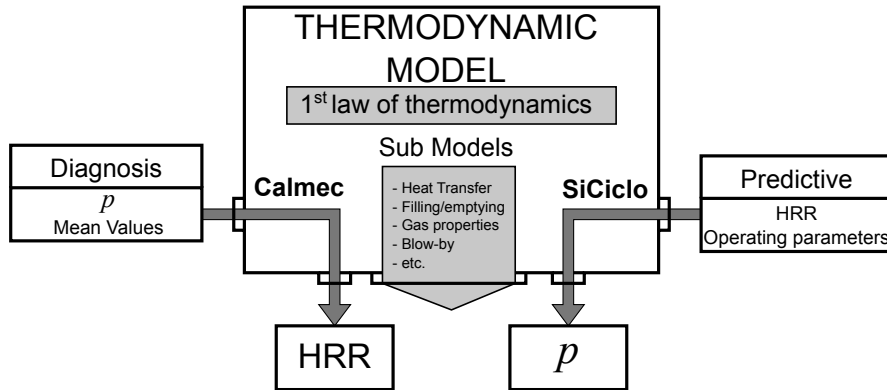 THERMODYNAMIC
MODEL
1st law of thermodynamics
Sub Models
Diagnosis
p
Mean Values
Calmec
- Heat Transfer
- Filling/emptying
- Gas properties
- Blow-by
- etc.
SiCiclo
Predictive
HRR
Operating parameters
HRR
p